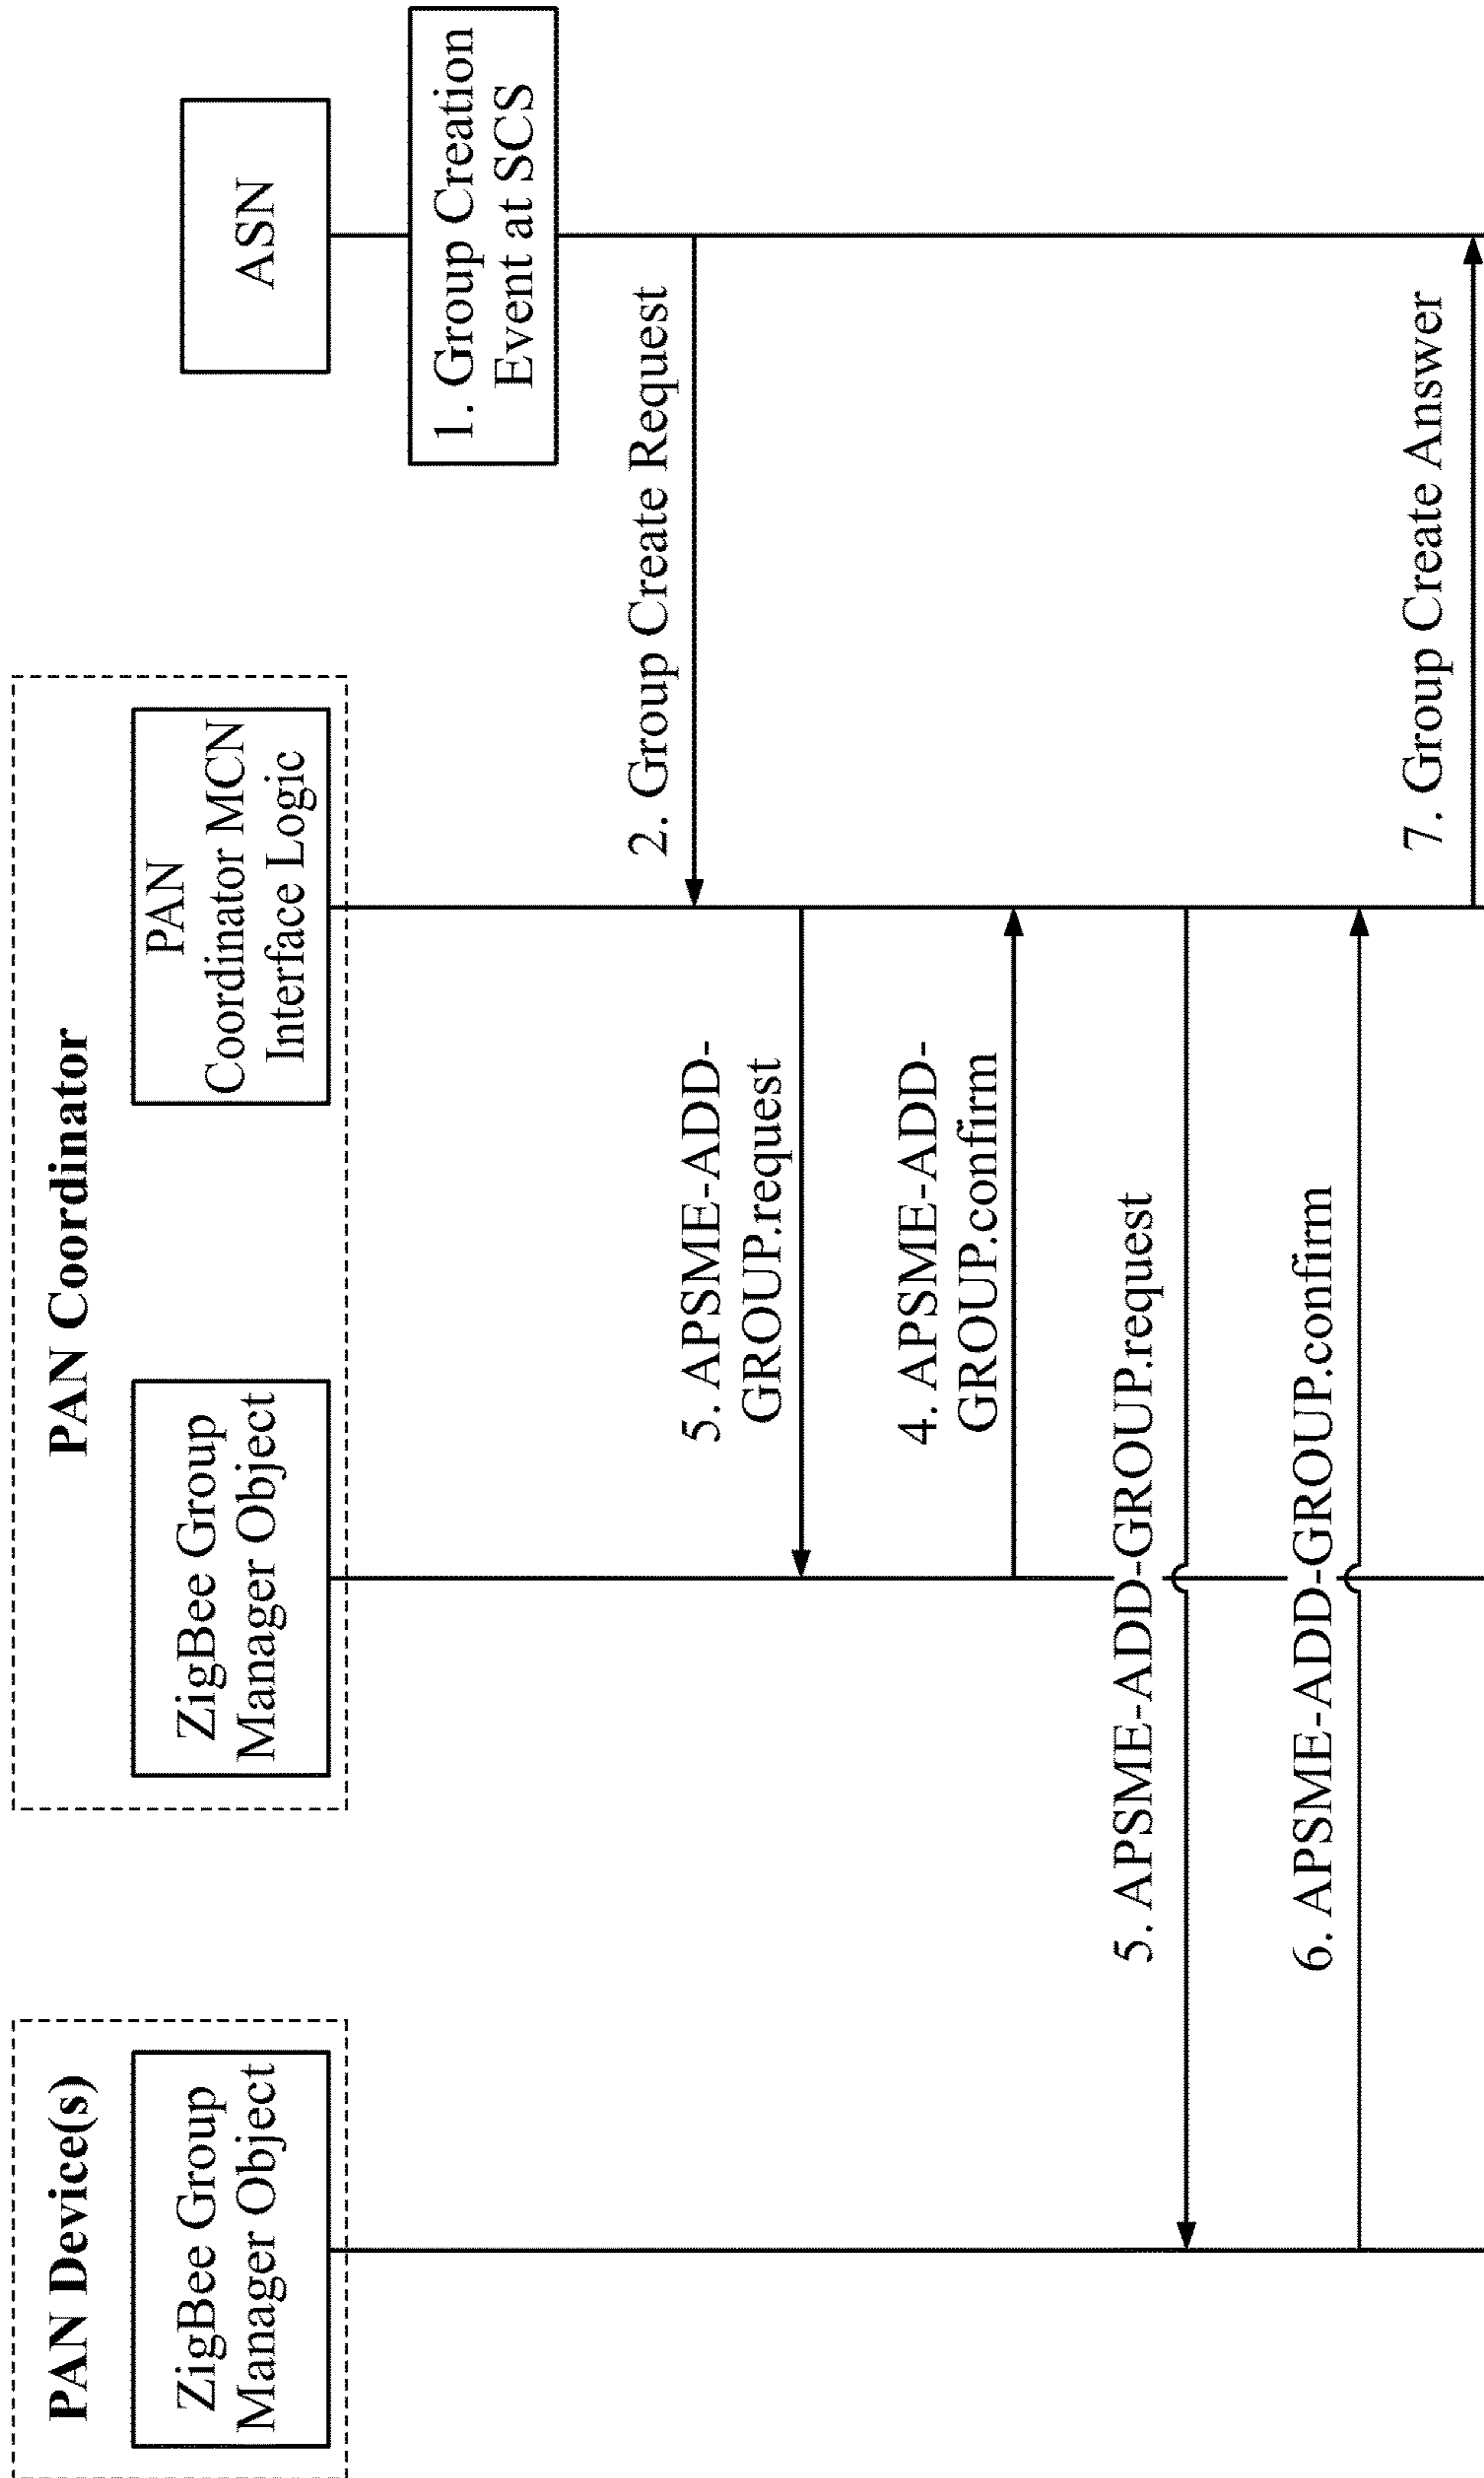 PAN Device(s)
ZigBee Group
Manager Object
PAN Coordinator
ZigBee Group
Manager Object
PAN
Coordinator MCN
Interface Logic
ASN
1. Group Creation
Event at SCS
2. Group Create Request
5. APSME-ADD-
GROUP.request
4. APSME-ADD-
GROUP.confirm
5. APSME-ADD-GROUP.request
6. APSME-ADD-GROUP.confirm
7. Group Create Answer